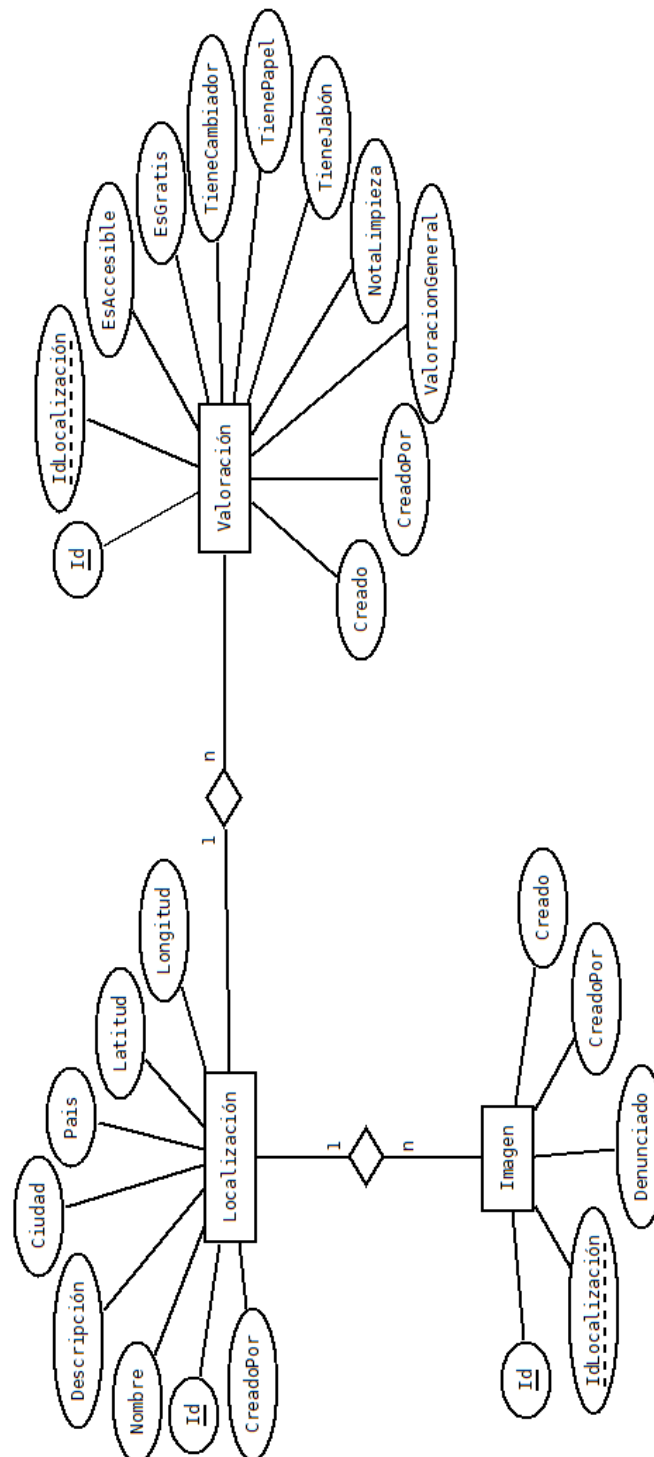 CreadoPor
Id
Nombre
Descripción
Ciudad
Pais
Latitud
Longitud
Localización
1
n
Id
IdLocalización
EsAccesible
EsGratis
TieneCambiador
TienePapel
TieneJabón
NotaLimpieza
ValoracionGeneral
CreadoPor
Creado
Valoración
1
n
Imagen
Id
IdLocalización
Denunciado
CreadoPor
Creado